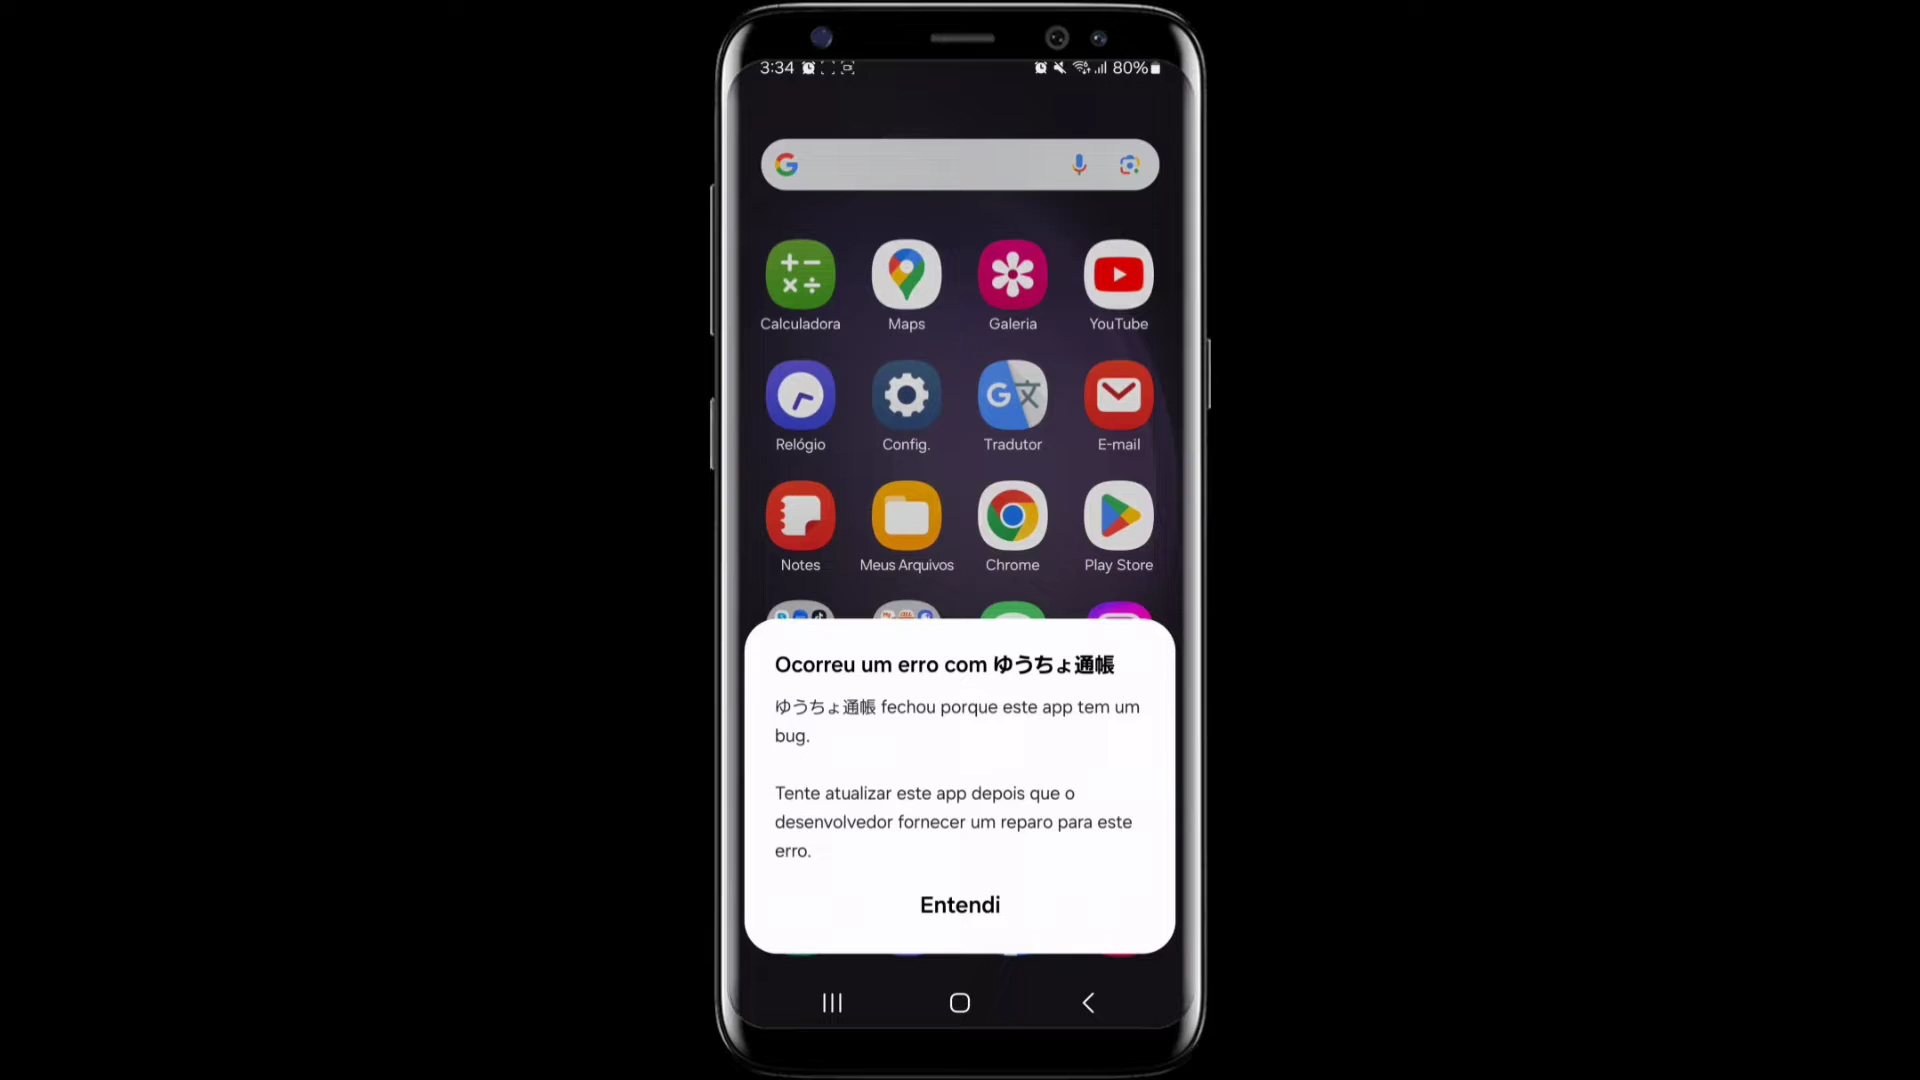 3:34
80%
G
Calculadora
Maps
Galeria
YouTube
Relógio
Config.
Tradutor
E-mail
Notes
Meus Arquivos
Chrome
Play Store
Ocorreu um erro com ゆうちょ通帳
ゆうちょ通帳 fechou porque este app tem um
bug.
Tente atualizar este app depois que o
desenvolvedor fornecer um reparo para este
erro.
Entendi